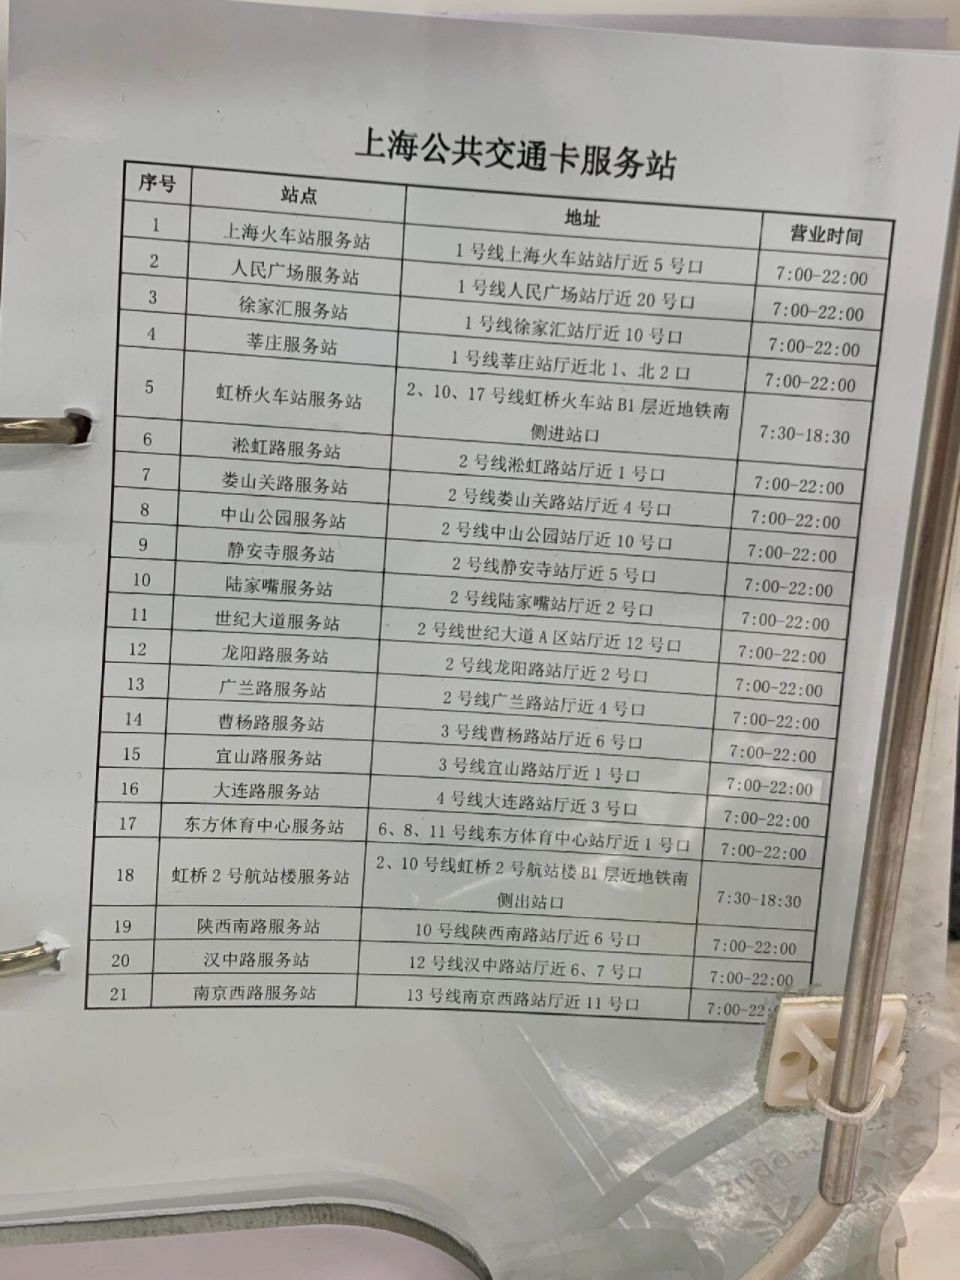 上海公共交通卡服务站
序号 站点 地址 营业时间
1 上海火车站服务站 1号线上海火车站站厅近5号口 7:00-22:00
2 人民广场服务站 1号线人民广场站厅近20号口 7:00-22:00
3 徐家汇服务站 1号线徐家汇站厅近10号口 7:00-22:00
4 莘庄服务站 1号线莘庄站厅近北1、北2口 7:00-22:00
5 虹桥火车站服务站 2、10、17号线虹桥火车站B1层近地铁南
侧进站口 7:30-18:30
6 淞虹路服务站 2号线淞虹路站厅近1号口 7:00-22:00
7 娄山关路服务站 2号线娄山关路站厅近4号口 7:00-22:00
8 中山公园服务站 2号线中山公园站厅近10号口 7:00-22:00
9 静安寺服务站 2号线静安寺站厅近5号口 7:00-22:00
10 陆家嘴服务站 2号线陆家嘴站厅近2号口 7:00-22:00
11 世纪大道服务站 2号线世纪大道A区站厅近12号口 7:00-22:00
12 龙阳路服务站 2号线龙阳路站厅近2号口 7:00-22:00
13 广兰路服务站 2号线广兰路站厅近4号口 7:00-22:00
14 曹杨路服务站 3号线曹杨路站厅近6号口 7:00-22:00
15 宜山路服务站 3号线宜山路站厅近1号口 7:00-22:00
16 大连路服务站 4号线大连路站厅近3号口 7:00-22:00
17 东方体育中心服务站 6、8、11号线东方体育中心站厅近1号口 7:00-22:00
18 虹桥2号航站楼服务站 2、10号线虹桥2号航站楼B1层近地铁南
侧出站口 7:30-18:30
19 陕西南路服务站 10号线陕西南路站厅近6号口 7:00-22:00
20 汉中路服务站 12号线汉中路站厅近6、7号口 7:00-22:00
21 南京西路服务站 13号线南京西路站厅近11号口 7:00-22: